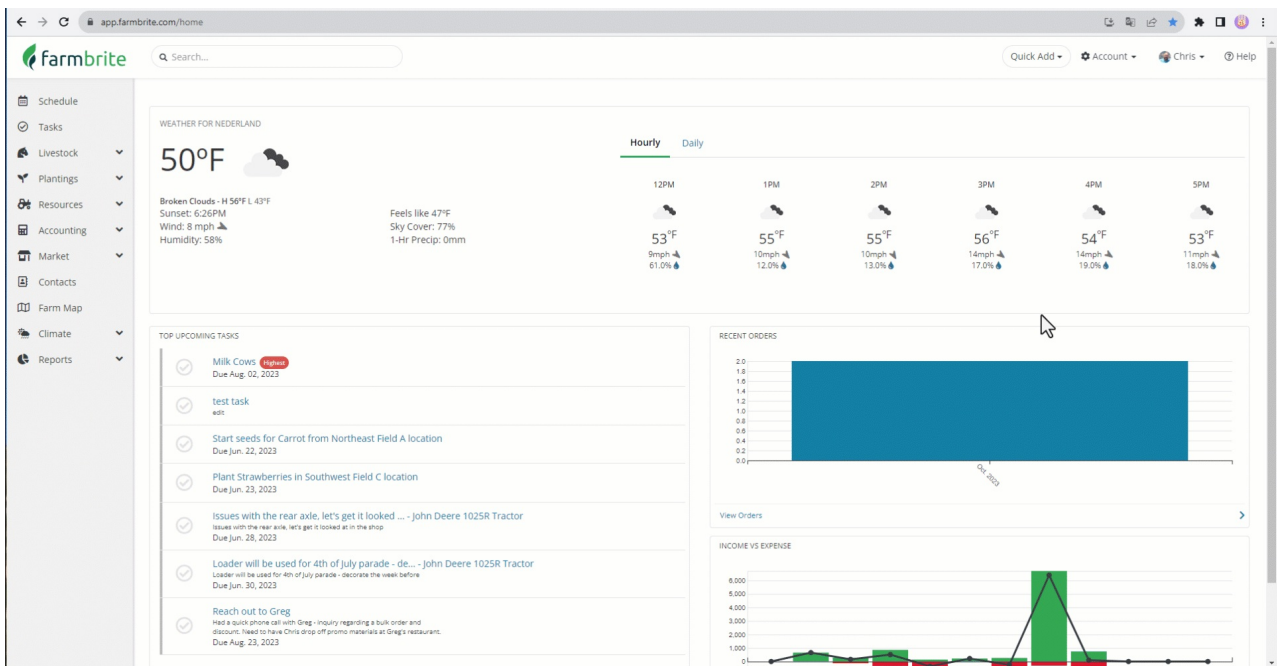 app.farmbrite.com/home
farmbrite
Search...
Quick Add
Account
Chris
Help
Schedule
Tasks
Livestock
Plantings
Resources
Accounting
Market
Contacts
Farm Map
Climate
Reports
WEATHER FOR NEDERLAND
50°F
Broken Clouds - H 56°F L 43°F
Sunset: 6:26PM
Wind: 8 mph
Humidity: 58%
Feels like 47°F
Sky Cover: 77%
1-Hr Precip: 0mm
Hourly Daily
12PM 1PM 2PM 3PM 4PM 5PM
53°F 55°F 55°F 56°F 54°F 53°F
9mph 10mph 10mph 14mph 14mph 11mph
61.0% 12.0% 13.0% 17.0% 19.0% 18.0%
TOP UPCOMING TASKS
Milk Cows Highest
Due Aug. 02, 2023
test task
edit
Start seeds for Carrot from Northeast Field A location
Due Jun. 22, 2023
Plant Strawberries in Southwest Field C location
Due Jun. 23, 2023
Issues with the rear axle, let's get it looked ... - John Deere 1025R Tractor
Issues with the rear axle, let's get it looked at in the shop
Due Jun. 28, 2023
Loader will be used for 4th of July parade - de... - John Deere 1025R Tractor
Loader will be used for 4th of July parade - decorate the week before
Due Jun. 30, 2023
Reach out to Greg
Had a quick phone call with Greg - inquiry regarding a bulk order and
discount. Need to have Chris drop off promo materials at Greg's restaurant.
Due Aug. 23, 2023
RECENT ORDERS
2.0
1.8
1.6
1.4
1.2
1.0
0.8
0.6
0.4
0.2
0.0
Oct, 2023
View Orders
INCOME VS EXPENSE
6,000
5,000
4,000
3,000
2,000
1,000
0